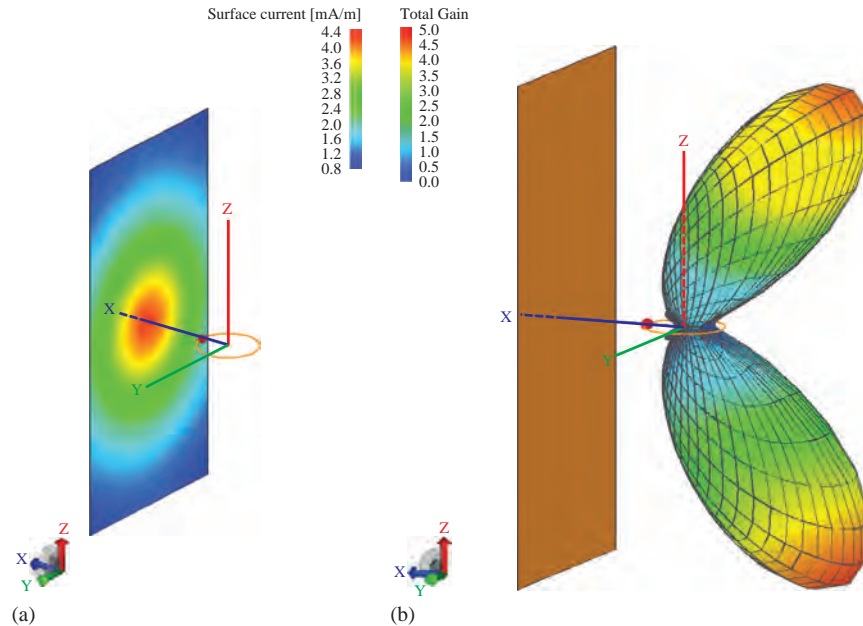 Surface current [mA/m]
4.4
4.0
3.6
3.2
2.8
2.4
2.0
1.6
1.2
0.8
Total Gain
5.0
4.5
4.0
3.5
3.0
2.5
2.0
1.5
1.0
0.5
0.0
Z
X
Y
Z
X
Y
(a)
Z
X
Y
Z
X
Y
(b)